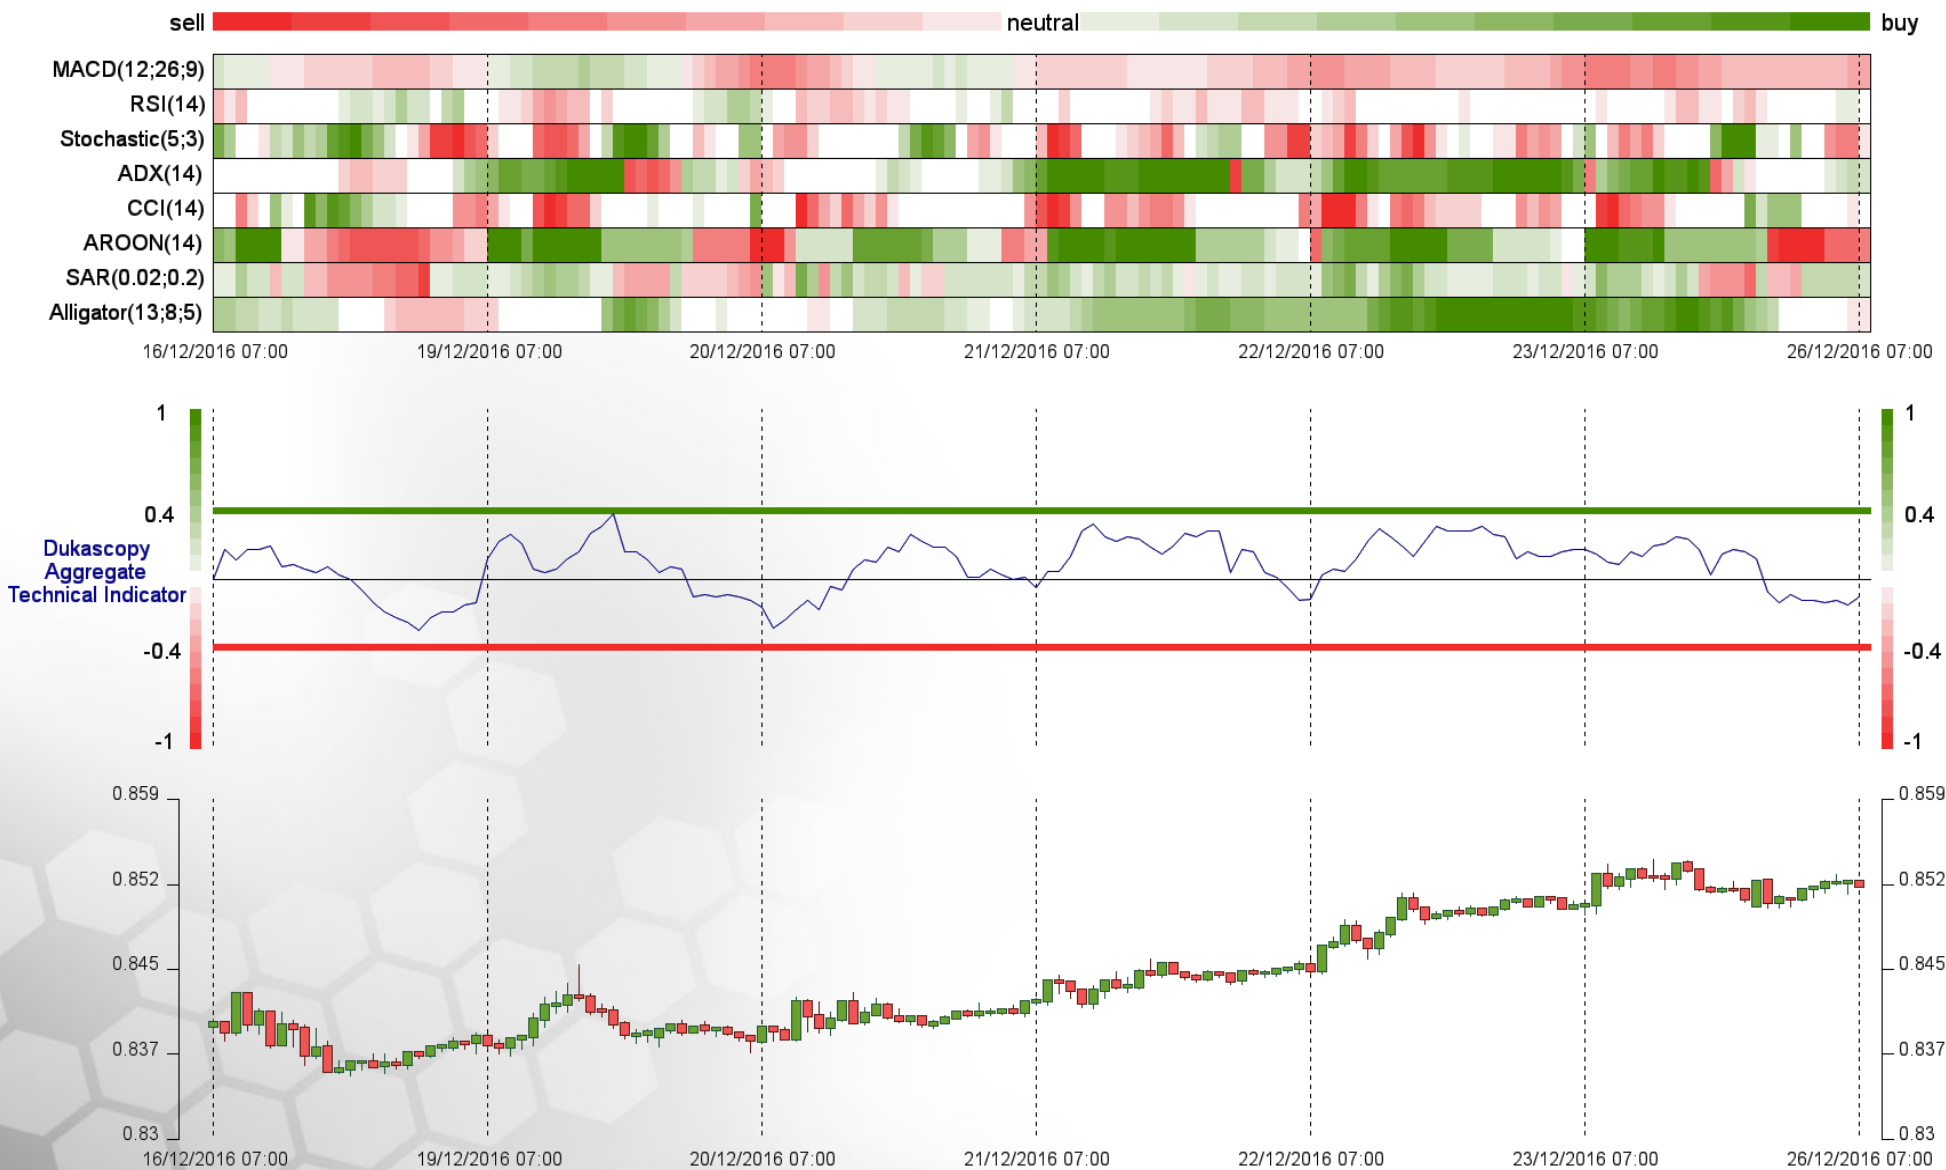 sell neutral buy
MACD(12;26;9)
RSI(14)
Stochastic(5;3)
ADX(14)
CCI(14)
AROON(14)
SAR(0.02;0.2)
Alligator(13;8;5)
16/12/2016 07:00 19/12/2016 07:00 20/12/2016 07:00 21/12/2016 07:00 22/12/2016 07:00 23/12/2016 07:00 26/12/2016 07:00
1 1
0.4 0.4
Dukascopy
Aggregate
Technical Indicator
-0.4 -0.4
-1 -1
0.859 0.859
0.852 0.852
0.845 0.845
0.837 0.837
0.83 0.83
16/12/2016 07:00 19/12/2016 07:00 20/12/2016 07:00 21/12/2016 07:00 22/12/2016 07:00 23/12/2016 07:00 26/12/2016 07:00